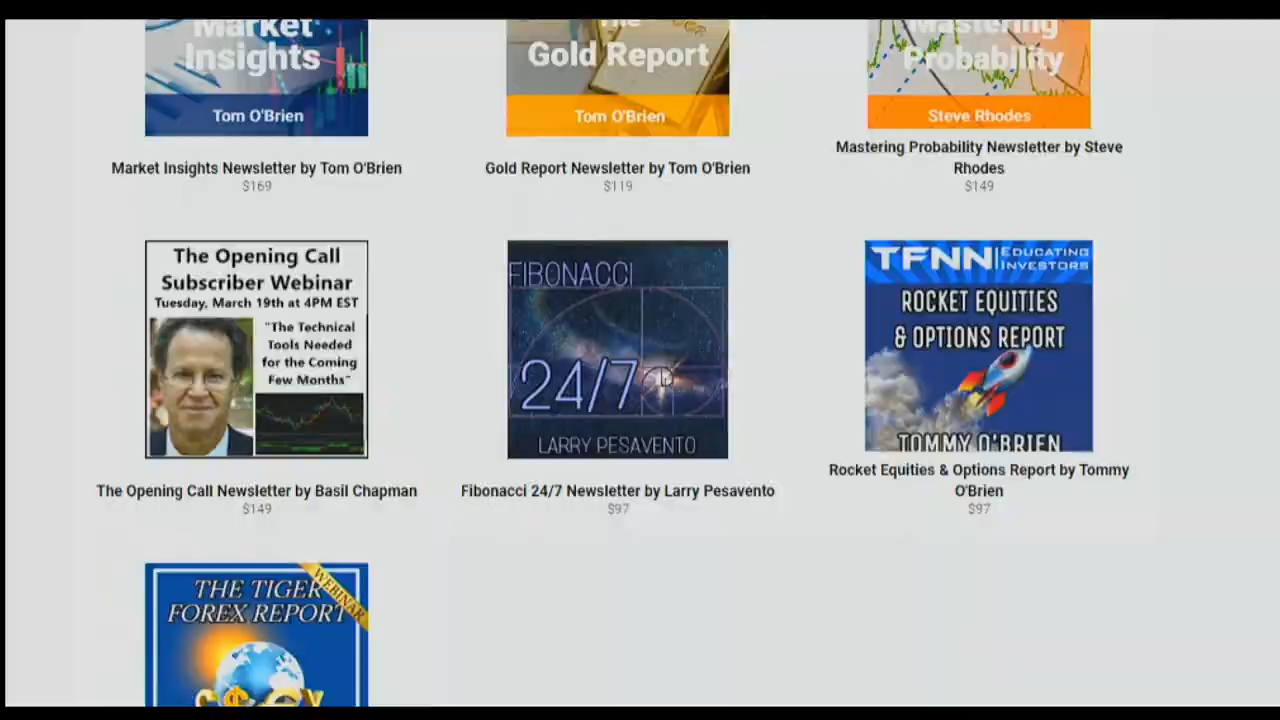 Market
Insights
Tom O'Brien
Market Insights Newsletter by Tom O'Brien
$169
The
Gold Report
Tom O'Brien
Gold Report Newsletter by Tom O'Brien
$119
Mastering
Probability
Steve Rhodes
Mastering Probability Newsletter by Steve
Rhodes
$149
The Opening Call
Subscriber Webinar
Tuesday, March 19th at 4PM EST
"The Technical
Tools Needed
for the Coming
Few Months"
The Opening Call Newsletter by Basil Chapman
$149
FIBONACCI
24/7
LARRY PESAVENTO
Fibonacci 24/7 Newsletter by Larry Pesavento
$97
TFNN EDUCATING
INVESTORS
ROCKET EQUITIES
& OPTIONS REPORT
TOMMY O'BRIEN
Rocket Equities & Options Report by Tommy
O'Brien
$97
WEBINAR
THE TIGER
FOREX REPORT